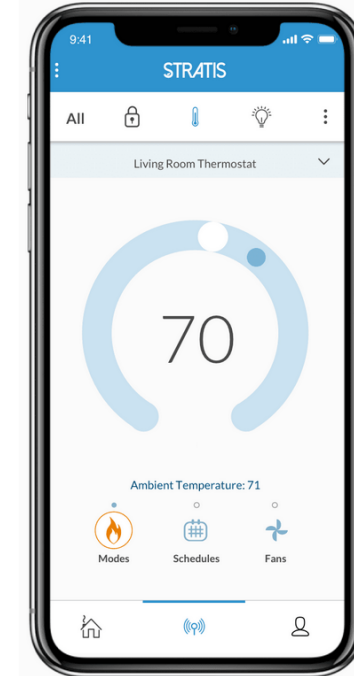 9:41
STRATIS
All
Living Room Thermostat
70
Ambient Temperature: 71
Modes Schedules Fans